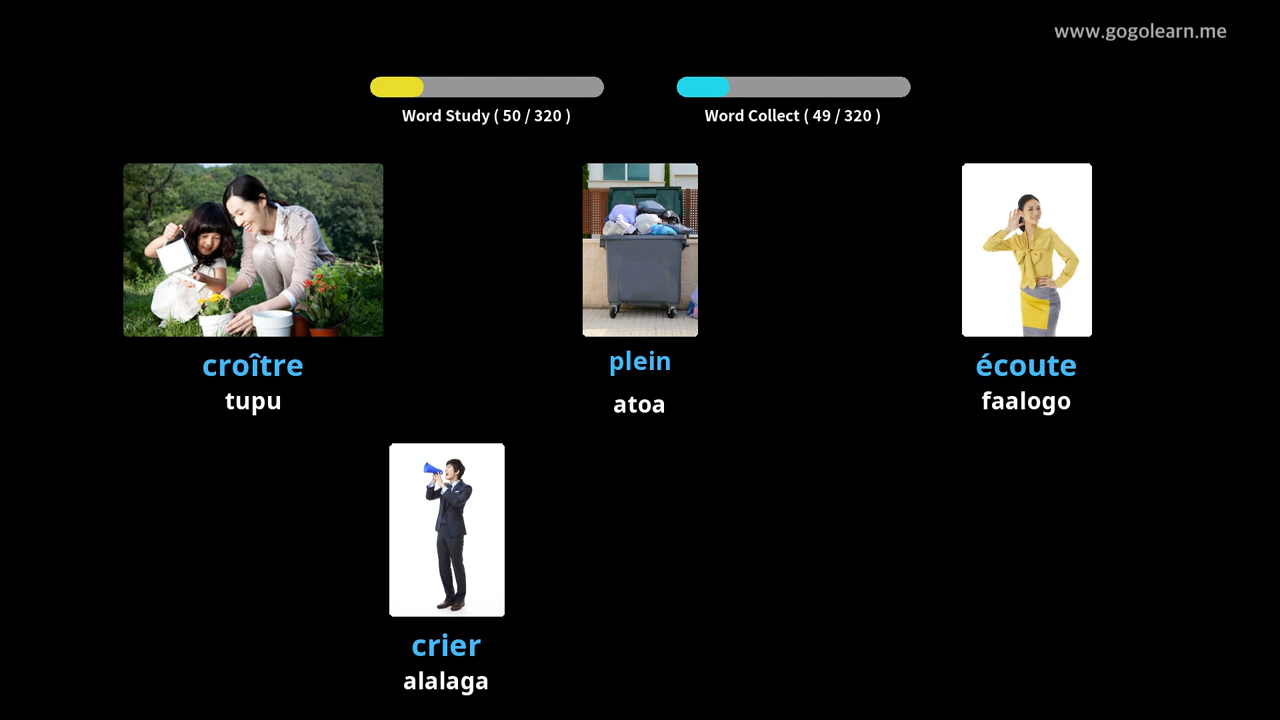 www.gogolearn.me
Word Study ( 50 / 320 )
Word Collect ( 49 / 320 )
croître
tupu
plein
atoa
écoute
faalogo
crier
alalaga